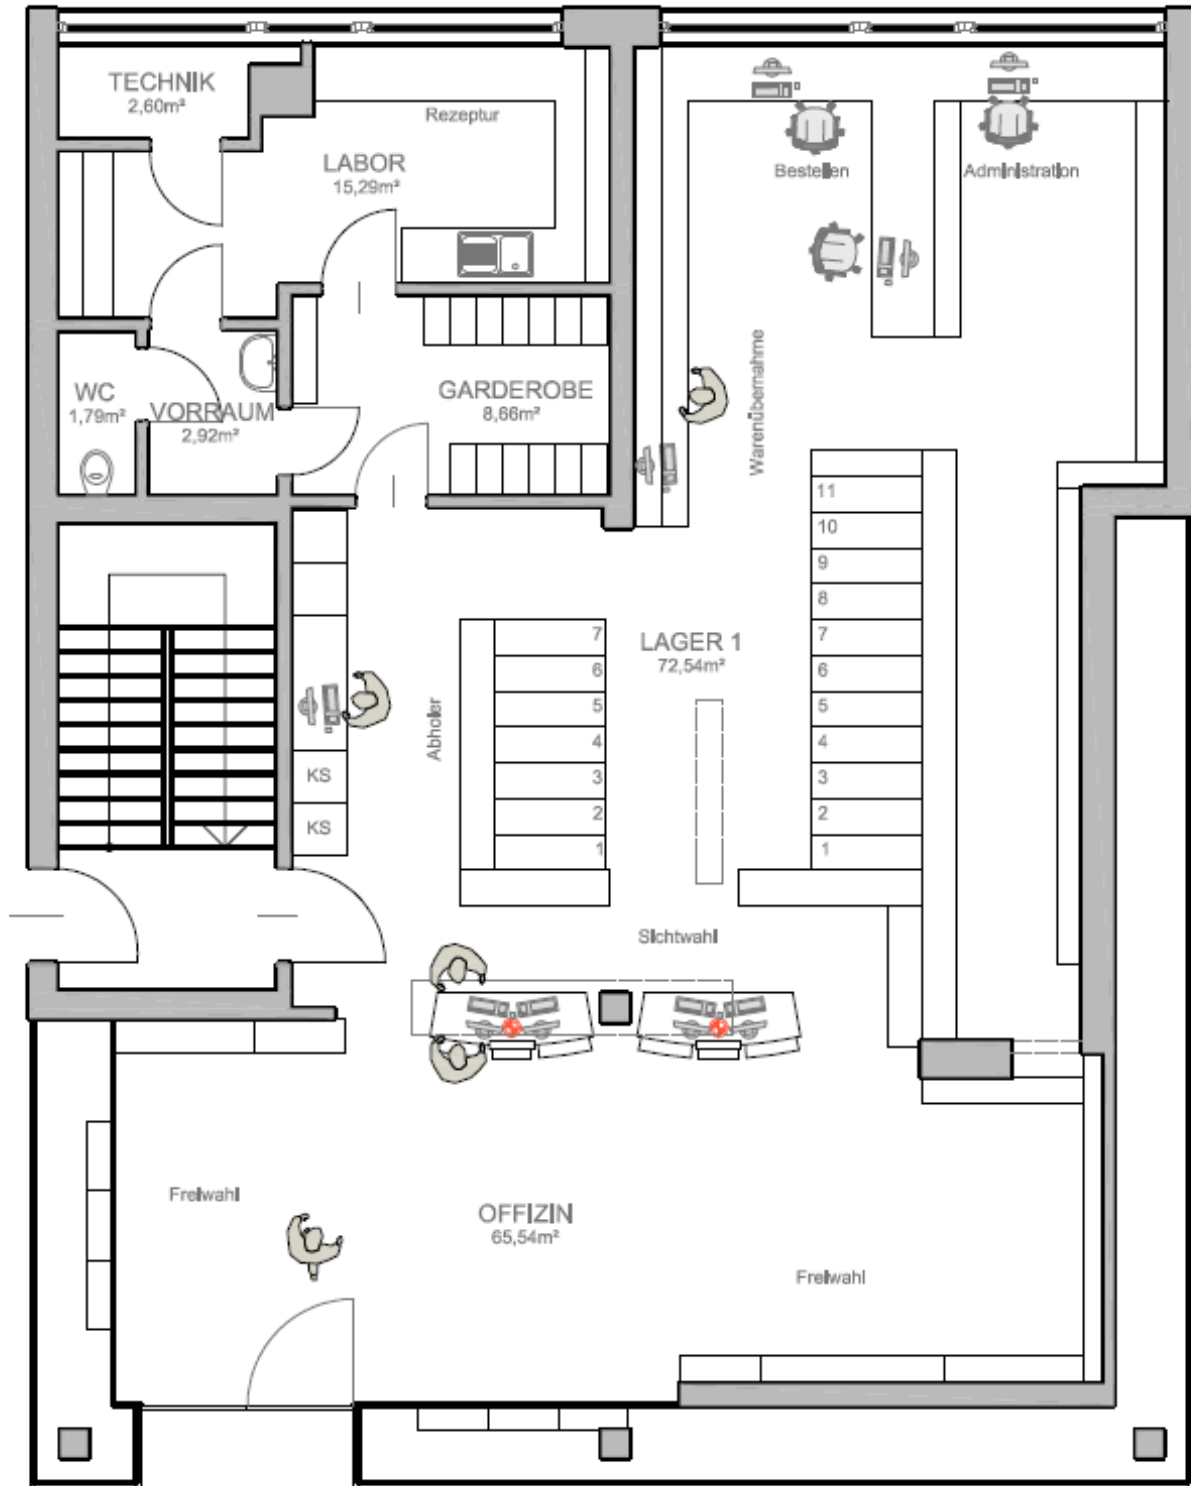 TECHNIK
2,60m²
Rezeptur
LABOR
15,29m²
Bestellen
Administration
WC
1,79m²
VORRAUM
2,92m²
GARDEROBE
8,66m²
Warenübernahme
11
10
9
8
7
6
5
4
3
2
1
7
6
5
4
3
2
1
LAGER 1
72,54m²
Abholer
KS
KS
Sichtwahl
Freiwahl
OFFIZIN
65,54m²
Freiwahl